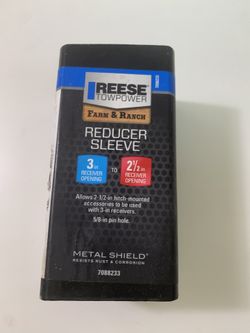 REESE
TOWPOWER
FARM & RANCH
REDUCER
SLEEVE
3 in
RECEIVER
OPENING
TO
2 1/2 in
RECEIVER
OPENING
Allows 2-1/2-in hitch-mounted
accessories to be used
with 3-in receivers.
5/8-in pin hole.
METAL SHIELD®
RESISTS RUST & CORROSION
7088233